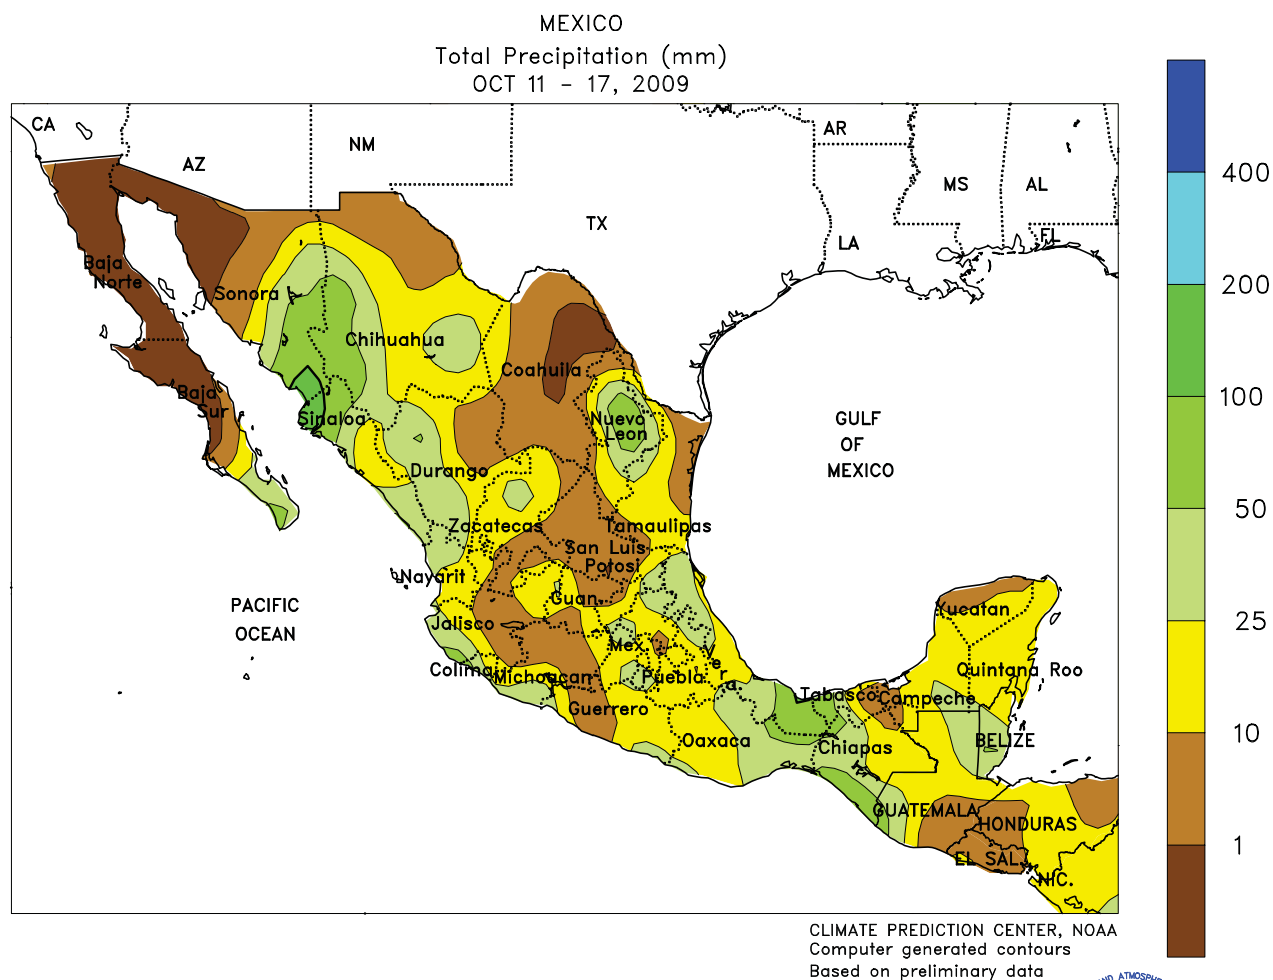 MEXICO
Total Precipitation (mm)
OCT 11 - 17, 2009
CA
AZ
NM
TX
AR
MS
AL
LA
FL
400
200
100
50
25
10
1
Baja
Norte
Sonora
Chihuahua
Coahuila
Baja
Sur
Sinaloa
Nuevo
Leon
Durango
Zacatecas
Tamaulipas
San Luis
Potosi
Nayarit
Guan.
Jalisco
Mex.
Colima
Michoacan
Puebla
Ve
r
a
Guerrero
Oaxaca
Tabasco
Campeche
Chiapas
Yucatan
Quintana Roo
BELIZE
GUATEMALA
HONDURAS
EL SAL.
NIC.
GULF
OF
MEXICO
PACIFIC
OCEAN
CLIMATE PREDICTION CENTER, NOAA
Computer generated contours
Based on preliminary data
ND ATMOSPHE